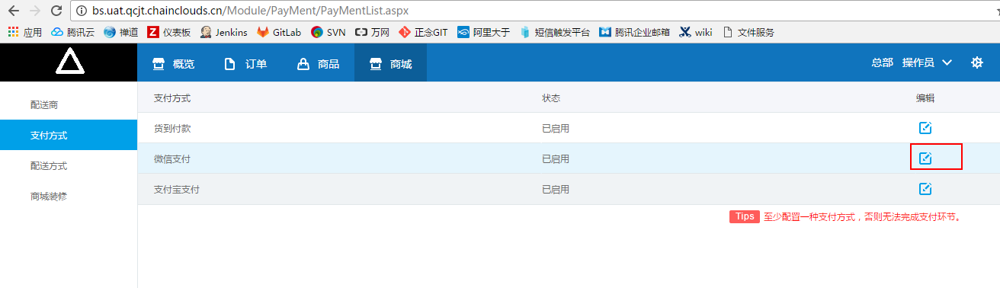 bs.uat.qcjt.chainclouds.cn/Module/PayMent/PayMentList.aspx
应用 腾讯云 禅道 Z 仪表板 Jenkins GitLab SVN 万网 正念GIT 阿里大于 短信触发平台 腾讯企业邮箱 wiki 文件服务
概览 订单 商品 商城 总部 操作员
配送商
支付方式
配送方式
商城装修
支付方式 状态 编辑
货到付款 已启用
微信支付 已启用
支付宝支付 已启用
Tips 至少配置一种支付方式，否则无法完成支付环节。